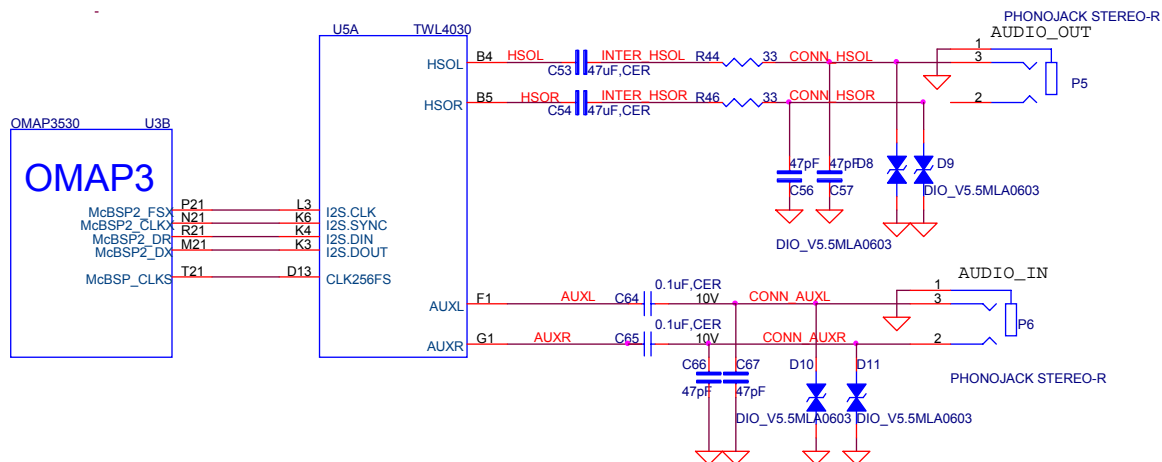 PHONOJACK STEREO-R
AUDIO_OUT
U5A TWL4030
HSOL B4 HSOL INTER_HSOL R44 33 CONN_HSOL 1
3
C53 47uF,CER P5
HSOR B5 HSOR INTER_HSOR R46 33 CONN_HSOR 2
C54 47uF,CER
OMAP3530 U3B
OMAP3
47pF 47pF D8 D9
C56 C57 DIO_V5.5MLA0603
DIO_V5.5MLA0603
McBSP2_FSX P21 L3 I2S.CLK
McBSP2_CLKX N21 K6 I2S.SYNC
McBSP2_DR R21 K4 I2S.DIN
McBSP2_DX M21 K3 I2S.DOUT
McBSP_CLKS T21 D13 CLK256FS
AUDIO_IN
0.1uF,CER 1
AUXL F1 AUXL C64 10V CONN_AUXL 3
0.1uF,CER P6
AUXR G1 AUXR C65 10V CONN_AUXR 2
C66 C67 D10 D11
PHONOJACK STEREO-R
47pF 47pF
DIO_V5.5MLA0603 DIO_V5.5MLA0603